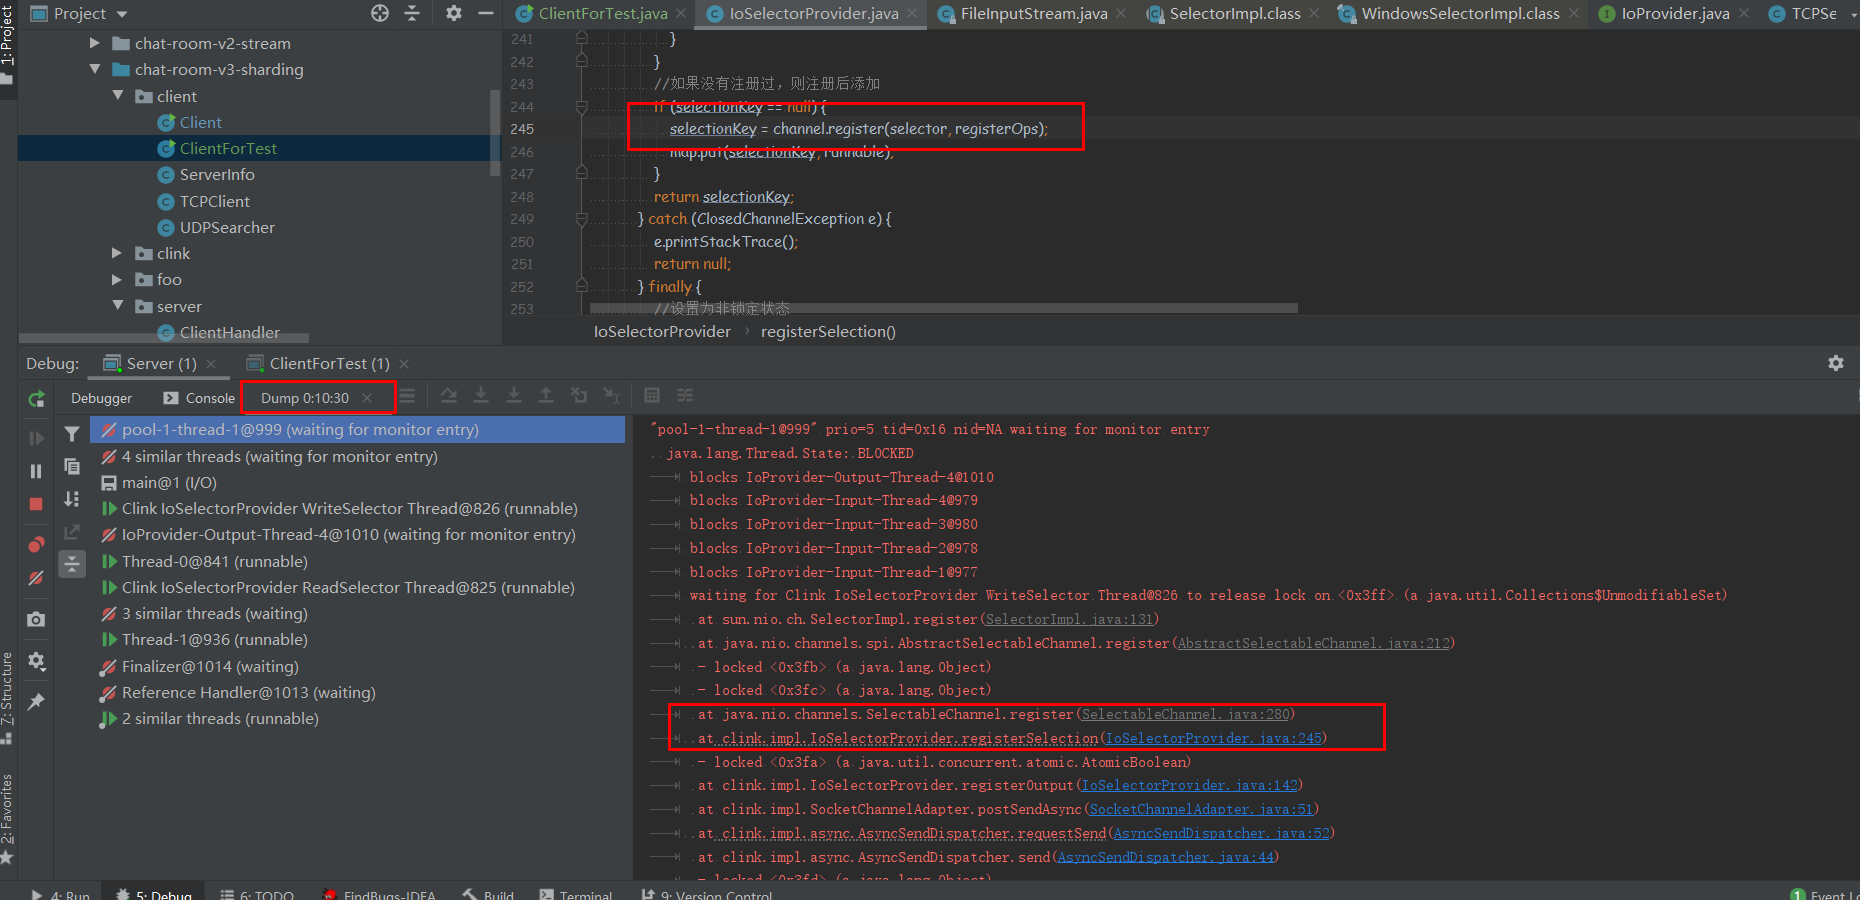 Project
ClientForTest.java
IoSelectorProvider.java
FileInputStream.java
SelectorImpl.class
WindowsSelectorImpl.class
IoProvider.java
TCPSe
1: Project
chat-room-v2-stream
chat-room-v3-sharding
client
Client
ClientForTest
ServerInfo
TCPClient
UDPSearcher
clink
foo
server
ClientHandler
241 }
242 }
243 //如果没有注册过，则注册后添加
244 if (selectionKey == null) {
245 selectionKey = channel.register(selector, registerOps);
246 map.put(selectionKey, runnable);
247 }
248 return selectionKey;
249 } catch (ClosedChannelException e) {
250 e.printStackTrace();
251 return null;
252 } finally {
253 //设置为非锁定状态
IoSelectorProvider › registerSelection()
Debug: Server (1) ClientForTest (1)
Debugger Console Dump 0:10:30
pool-1-thread-1@999 (waiting for monitor entry)
4 similar threads (waiting for monitor entry)
main@1 (I/O)
Clink IoSelectorProvider WriteSelector Thread@826 (runnable)
IoProvider-Output-Thread-4@1010 (waiting for monitor entry)
Thread-0@841 (runnable)
Clink IoSelectorProvider ReadSelector Thread@825 (runnable)
3 similar threads (waiting)
Thread-1@936 (runnable)
Finalizer@1014 (waiting)
Reference Handler@1013 (waiting)
2 similar threads (runnable)
"pool-1-thread-1@999" prio=5 tid=0x16 nid=NA waiting for monitor entry
java.lang.Thread.State: BLOCKED
blocks IoProvider-Output-Thread-4@1010
blocks IoProvider-Input-Thread-4@979
blocks IoProvider-Input-Thread-3@980
blocks IoProvider-Input-Thread-2@978
blocks IoProvider-Input-Thread-1@977
waiting for Clink IoSelectorProvider WriteSelector Thread@826 to release lock on <0x3ff> (a java.util.Collections$UnmodifiableSet)
at sun.nio.ch.SelectorImpl.register(SelectorImpl.java:131)
at java.nio.channels.spi.AbstractSelectableChannel.register(AbstractSelectableChannel.java:212)
- locked <0x3fb> (a java.lang.Object)
- locked <0x3fc> (a java.lang.Object)
at java.nio.channels.SelectableChannel.register(SelectableChannel.java:280)
at clink.impl.IoSelectorProvider.registerSelection(IoSelectorProvider.java:245)
- locked <0x3fa> (a java.util.concurrent.atomic.AtomicBoolean)
at clink.impl.IoSelectorProvider.registerOutput(IoSelectorProvider.java:142)
at clink.impl.SocketChannelAdapter.postSendAsync(SocketChannelAdapter.java:51)
at clink.impl.async.AsyncSendDispatcher.requestSend(AsyncSendDispatcher.java:52)
at clink.impl.async.AsyncSendDispatcher.send(AsyncSendDispatcher.java:44)
- locked <0x3fd> (a java.lang.Object)
7: Structure
2: Favorites
4: Run 5: Debug 6: TODO FindBugs-IDEA Build Terminal 9: Version Control 1 Event Lo